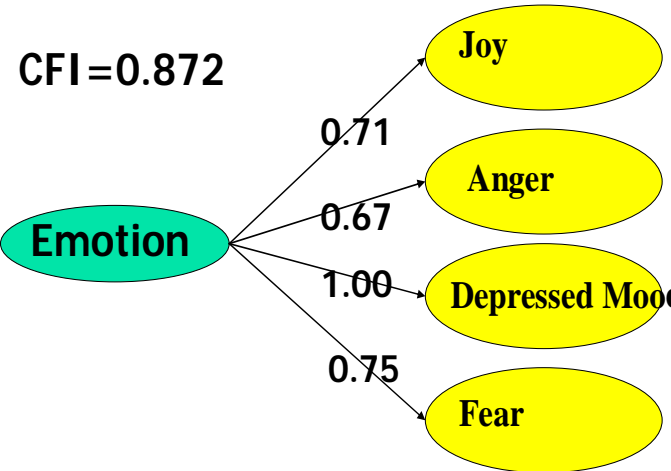 Joy
CFI=0.872
0.71
Anger
0.67
Emotion
1.00
Depressed Moo
0.75
Fear